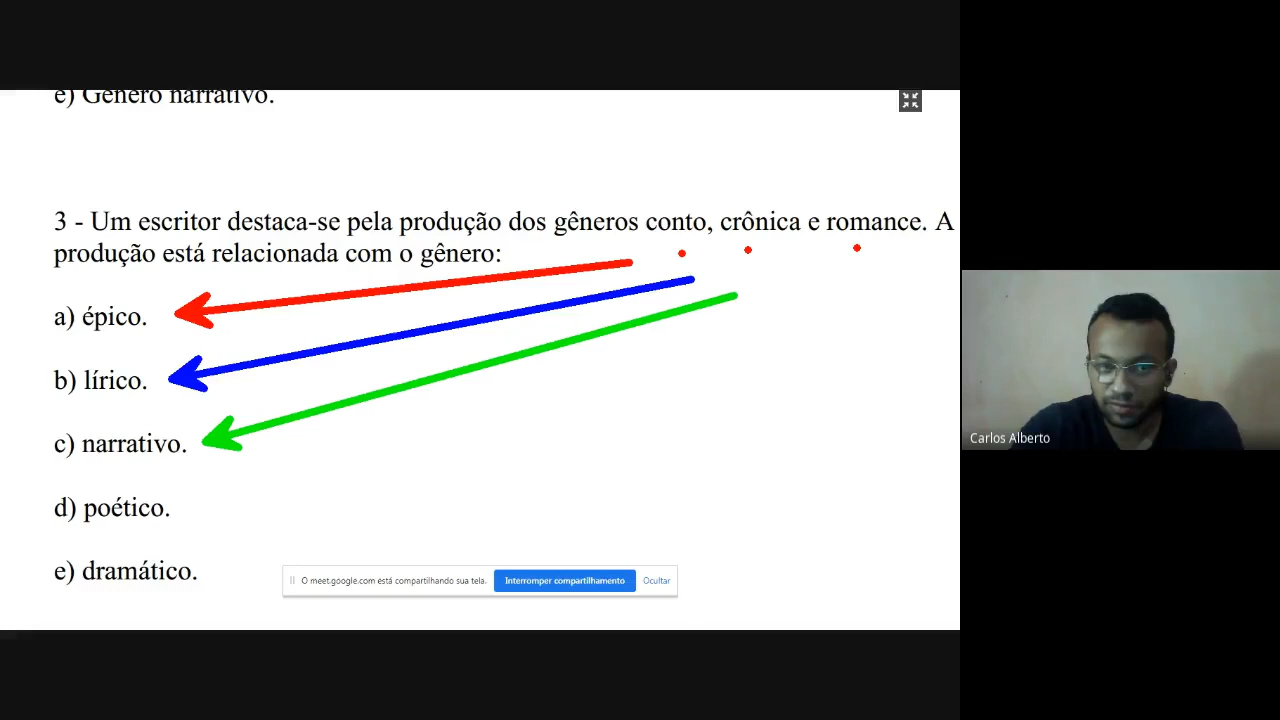 e) Gênero narrativo.
3 - Um escritor destaca-se pela produção dos gêneros conto, crônica e romance. A
produção está relacionada com o gênero:
a) épico.
b) lírico.
c) narrativo.
d) poético.
e) dramático.
O meet.google.com está compartilhando sua tela. Interromper compartilhamento Ocultar
Carlos Alberto